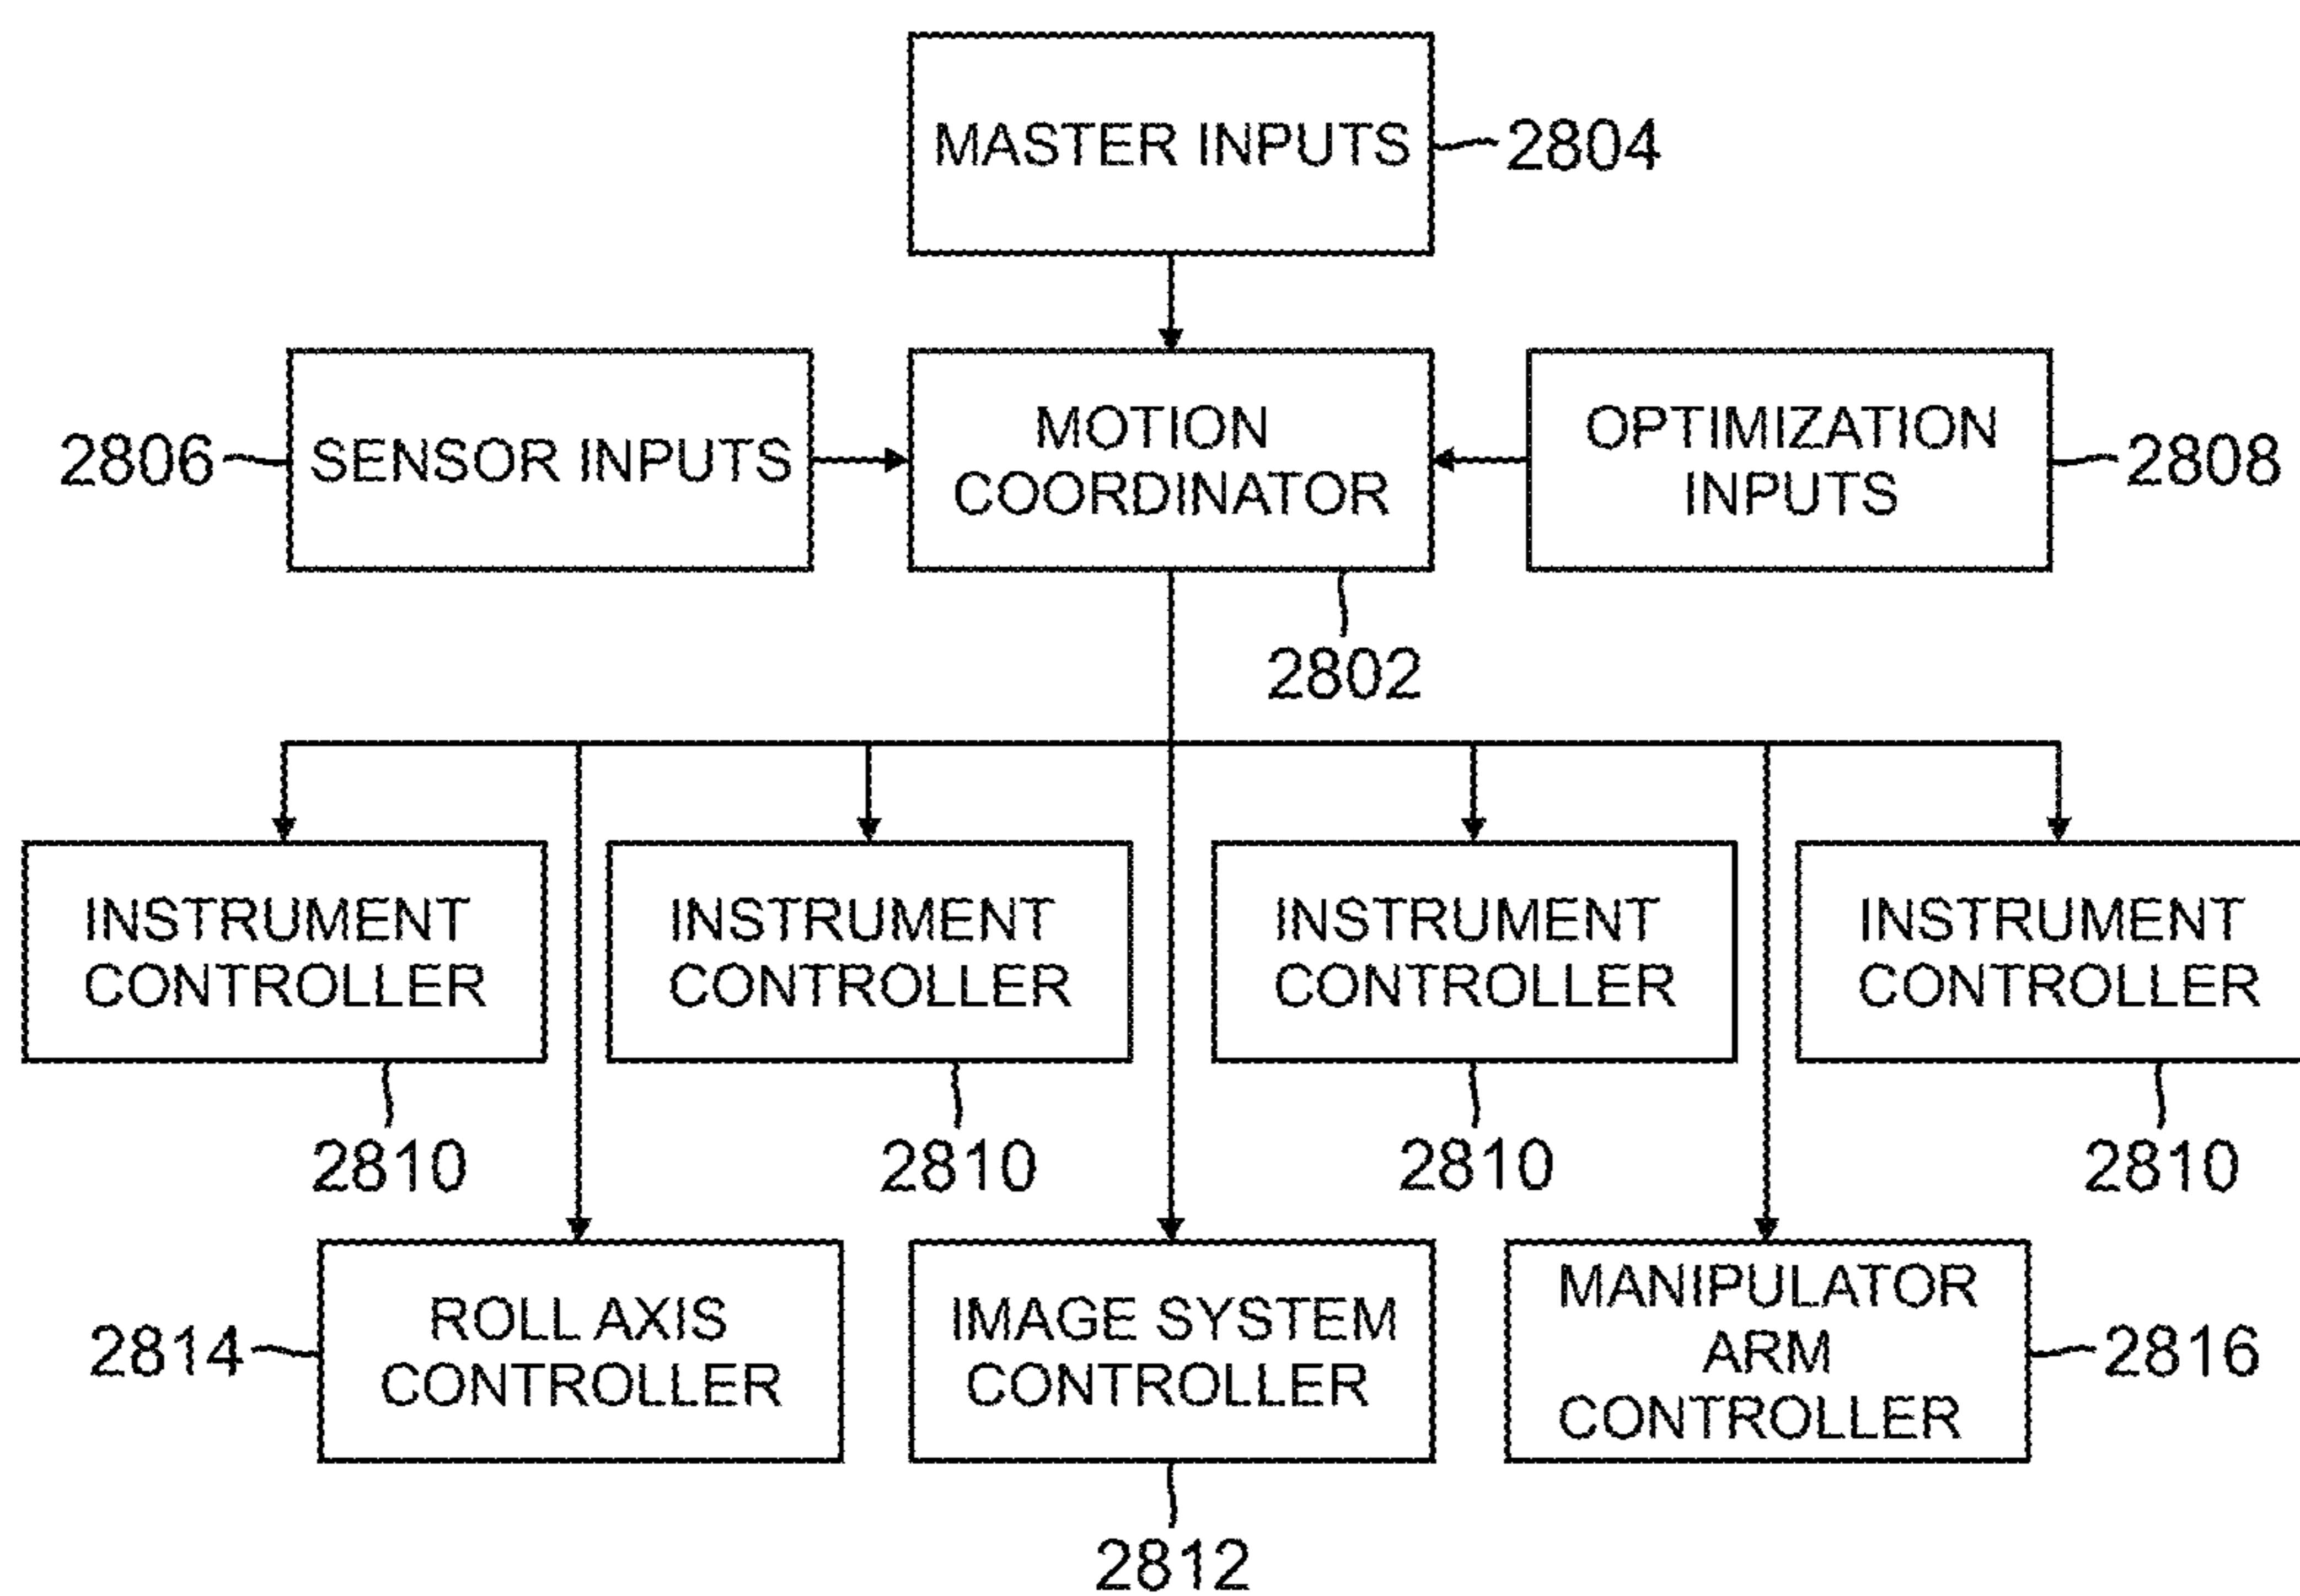 MASTER INPUTS
2804
2806
SENSOR INPUTS
MOTION
COORDINATOR
OPTIMIZATION
INPUTS
2808
2802
INSTRUMENT
CONTROLLER
INSTRUMENT
CONTROLLER
INSTRUMENT
CONTROLLER
INSTRUMENT
CONTROLLER
2810
2810
2810
2810
2814
ROLL AXIS
CONTROLLER
IMAGE SYSTEM
CONTROLLER
MANIPULATOR
ARM
CONTROLLER
2816
2812